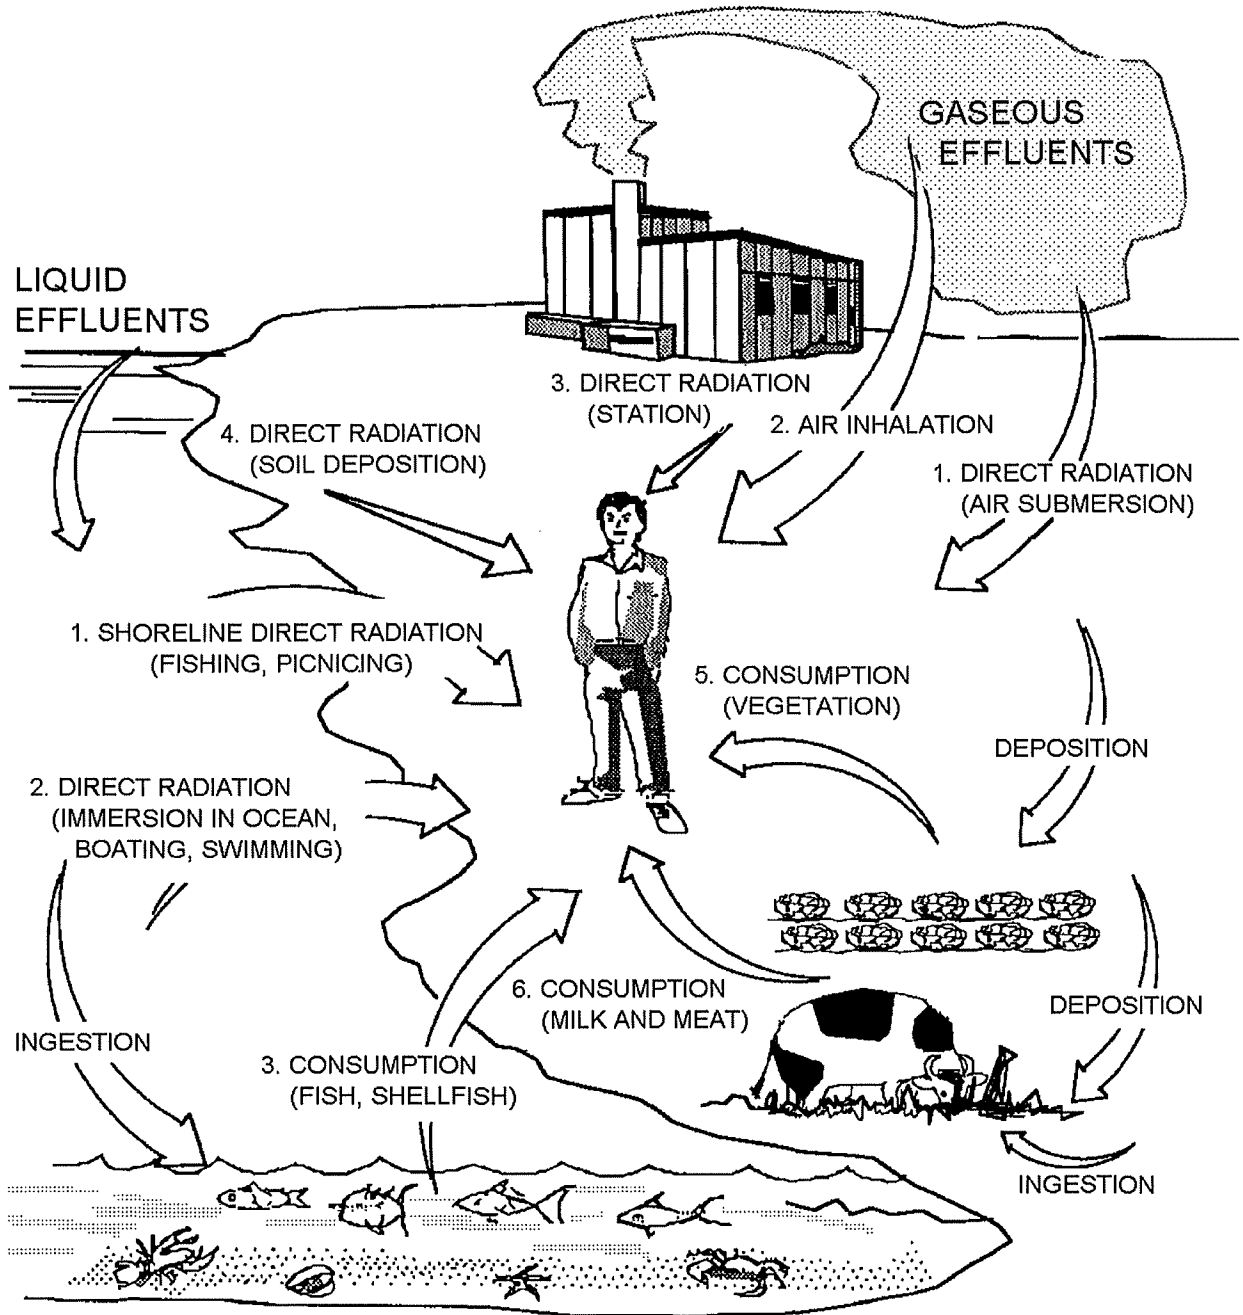 GASEOUS
EFFLUENTS
LIQUID
EFFLUENTS
3. DIRECT RADIATION
(STATION)
2. AIR INHALATION
4. DIRECT RADIATION
(SOIL DEPOSITION)
1. DIRECT RADIATION
(AIR SUBMERSION)
1. SHORELINE DIRECT RADIATION
(FISHING, PICNICING)
5. CONSUMPTION
(VEGETATION)
DEPOSITION
2. DIRECT RADIATION
(IMMERSION IN OCEAN,
BOATING, SWIMMING)
6. CONSUMPTION
(MILK AND MEAT)
DEPOSITION
INGESTION
3. CONSUMPTION
(FISH, SHELLFISH)
INGESTION